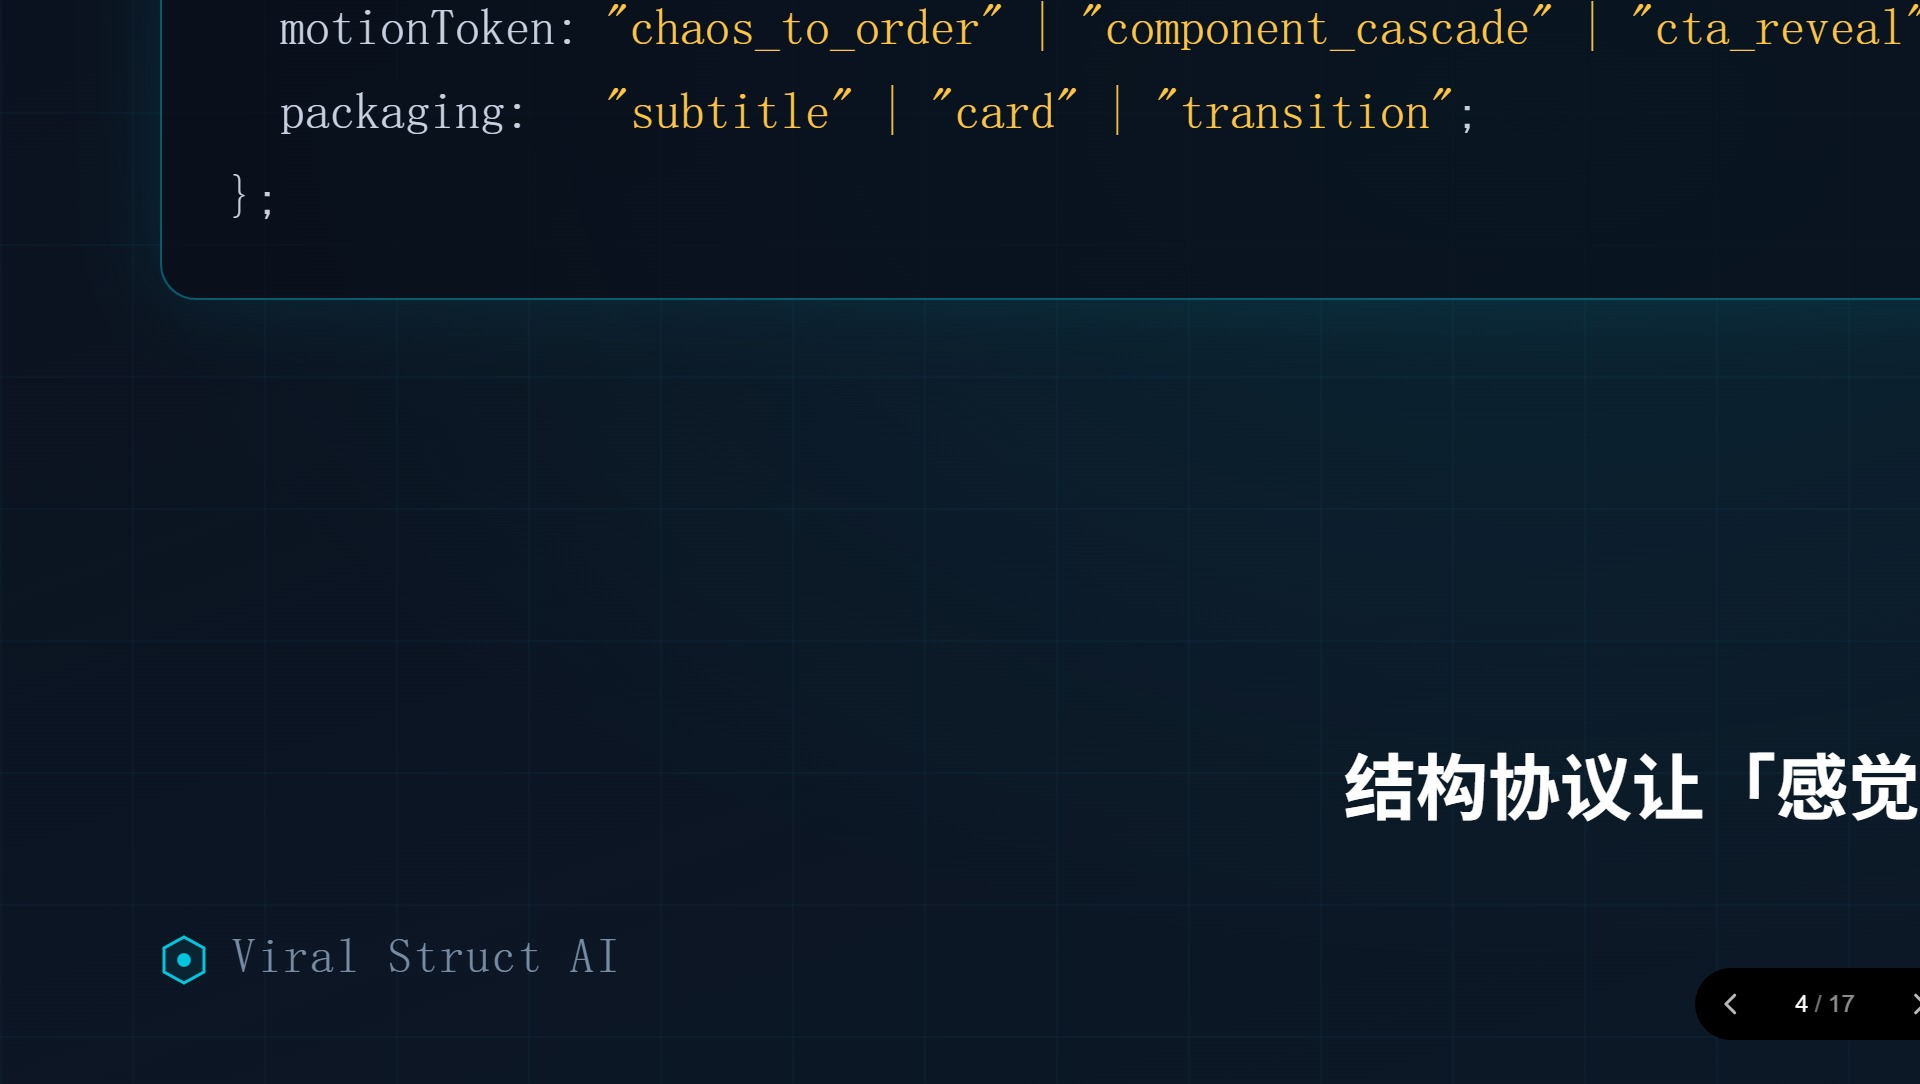 motionToken: "chaos_to_order" | "component_cascade" | "cta_reveal"
packaging:   "subtitle" | "card" | "transition";
};
结构协议让「感觉
Viral Struct AI
4 / 17